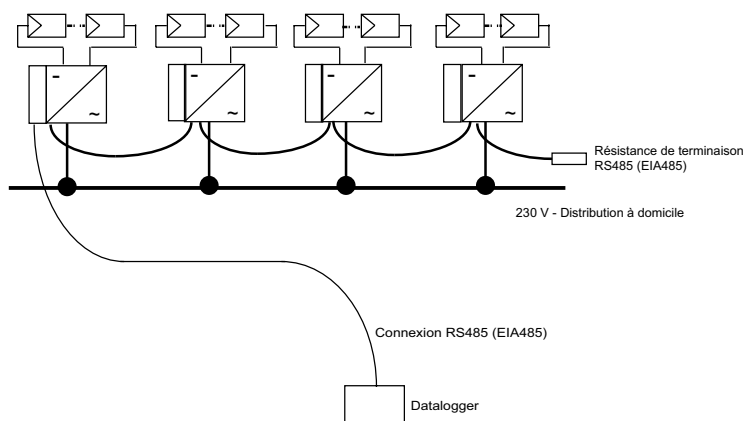 -
~
-
~
-
~
-
~
Résistance de terminaison
RS485 (EIA485)
230 V - Distribution à domicile
Connexion RS485 (EIA485)
Datalogger